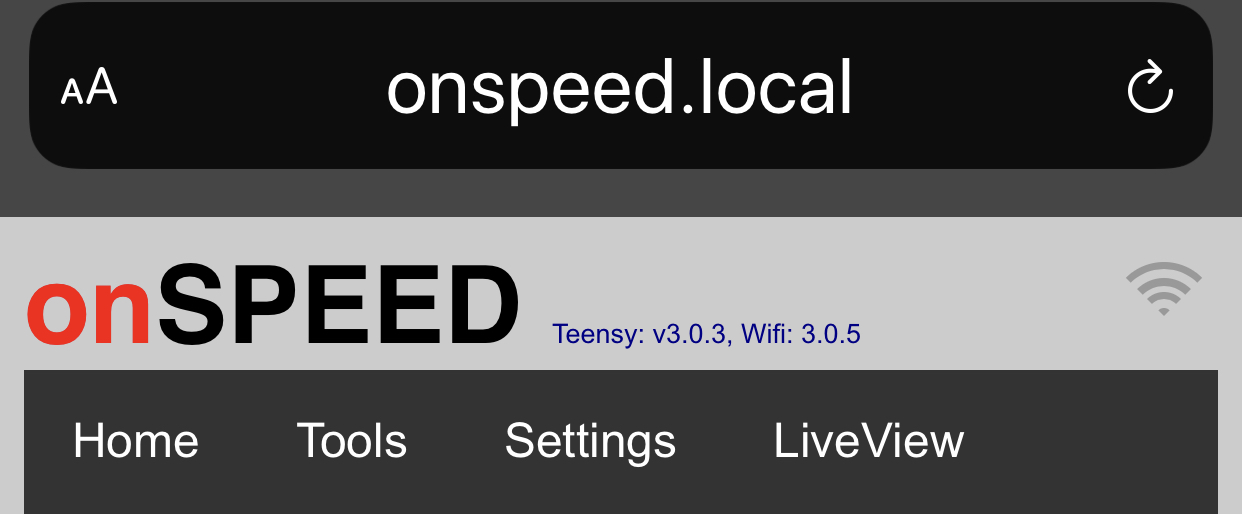 AA onspeed.local
onSPEED Teensy: v3.0.3, Wifi: 3.0.5
Home Tools Settings LiveView